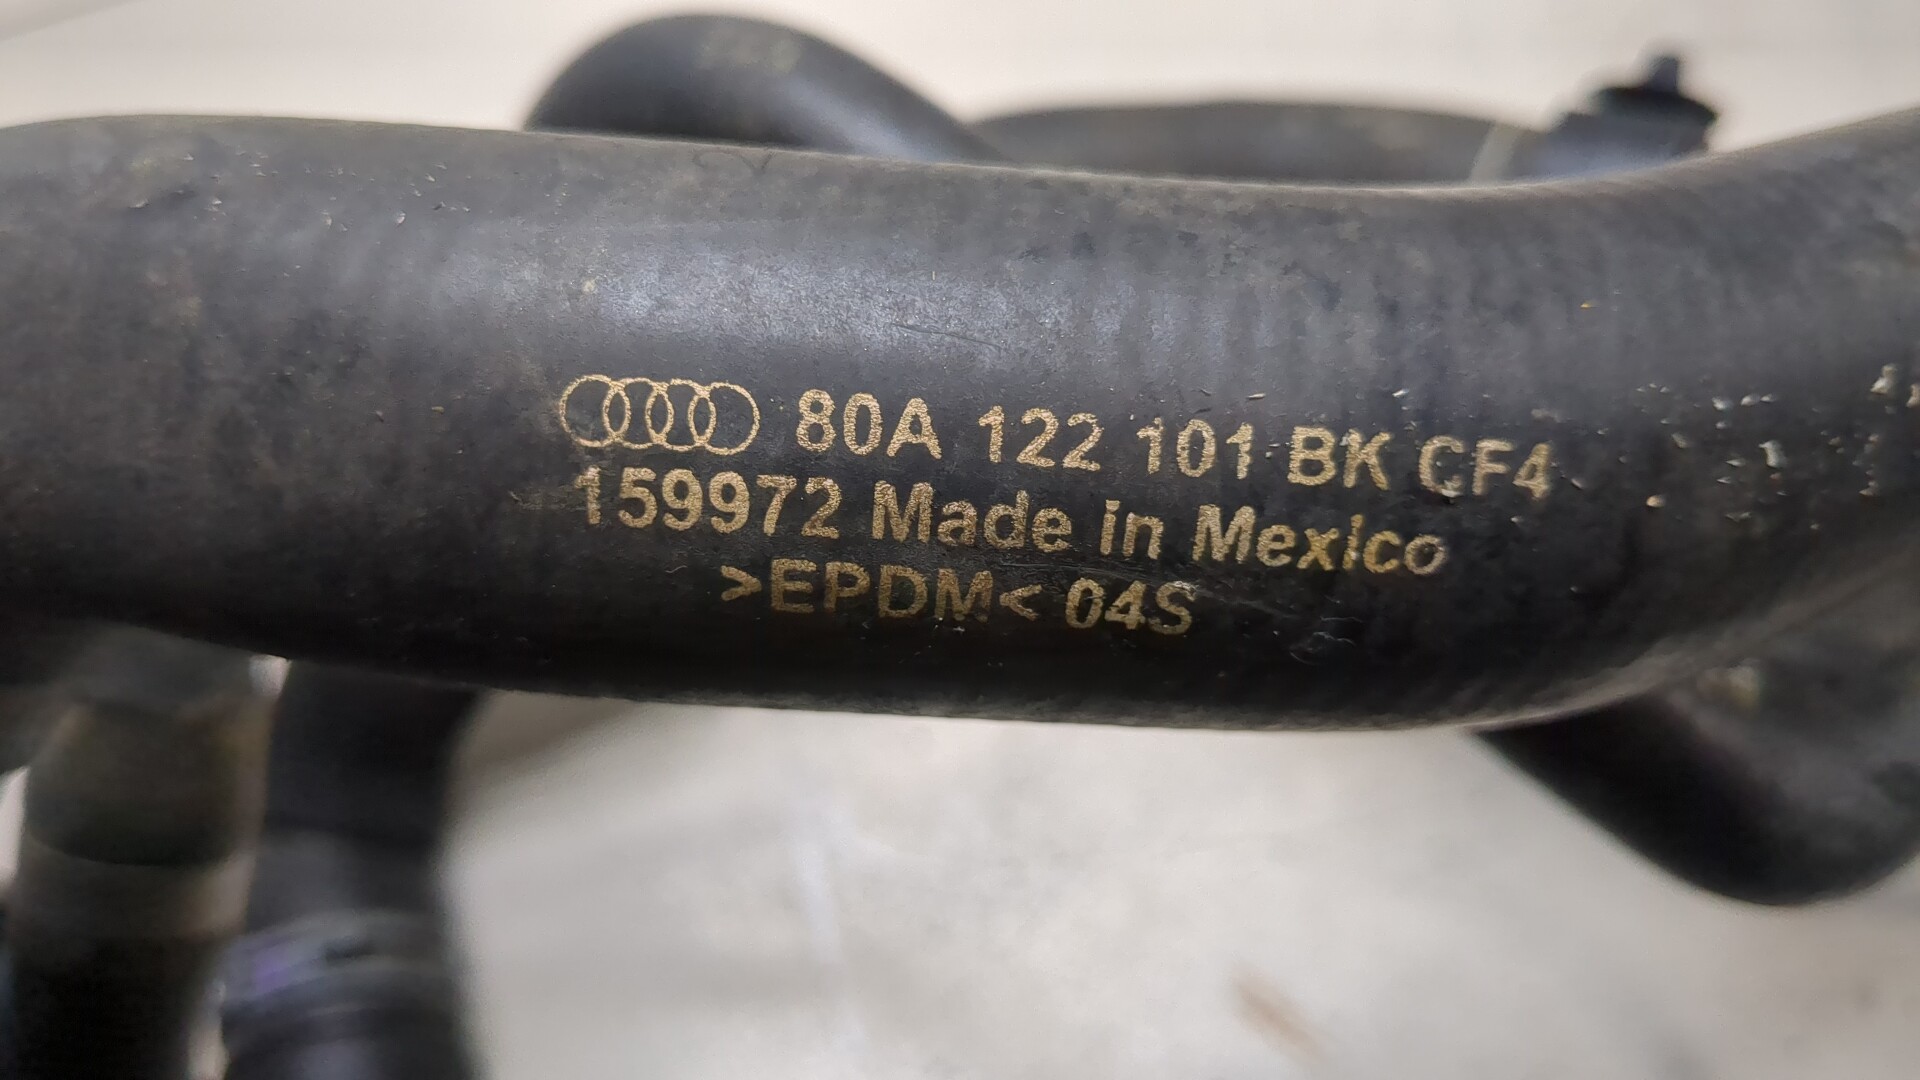 80A 122 101 BK CF4
159972 Made in Mexico
>EPDM< 04S